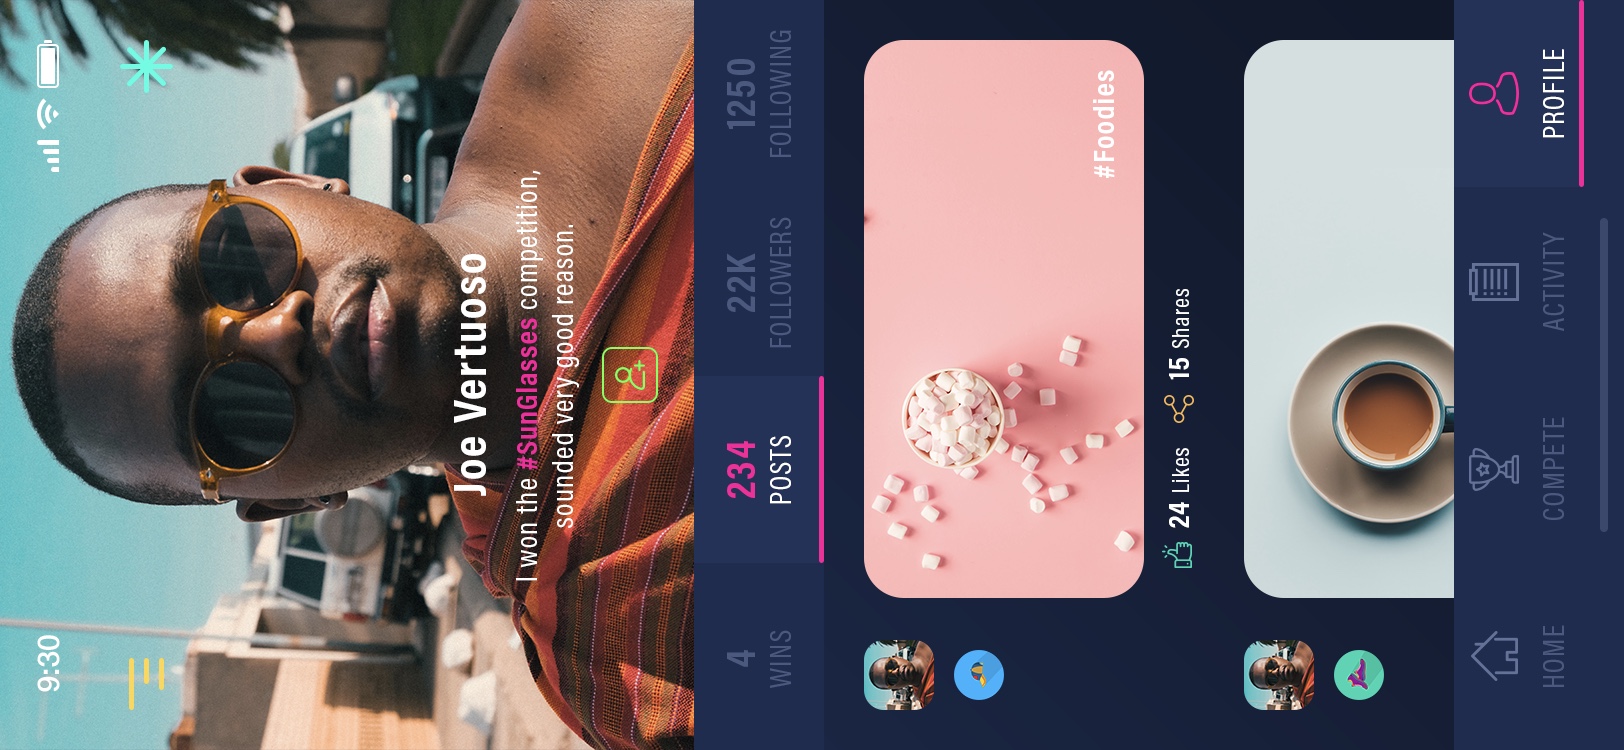 9:30
Joe Vertuoso
I won the #SunGlasses competition,
sounded very good reason.
4
WINS
234
POSTS
22K
FOLLOWERS
1250
FOLLOWING
#Foodies
24 Likes
15 Shares
HOME
COMPETE
ACTIVITY
PROFILE